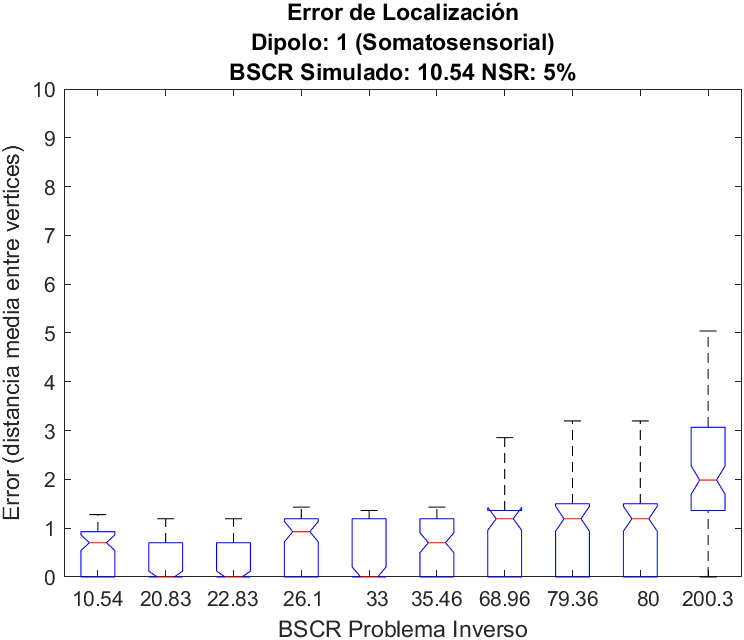 Error de Localización
Dipolo: 1 (Somatosensorial)
BSCR Simulado: 10.54 NSR: 5%
Error (distancia media entre vertices)
10
9
8
7
6
5
4
3
2
1
0
10.54 20.83 22.83 26.1 33 35.46 68.96 79.36 80 200.3
BSCR Problema Inverso